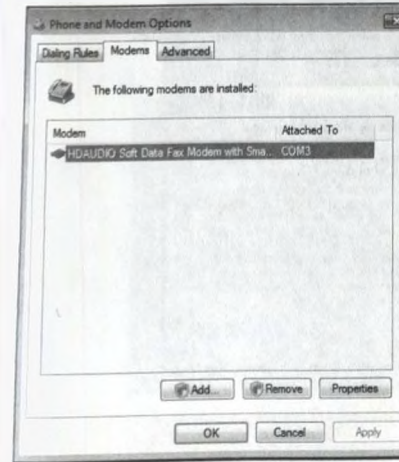 Phone and Modem Options
Dialing Rules Modems Advanced
The following modems are installed:
Modem Attached To
HDAUDIO Soft Data Fax Modem with Sma... COM3
Add... Remove Properties
OK Cancel Apply